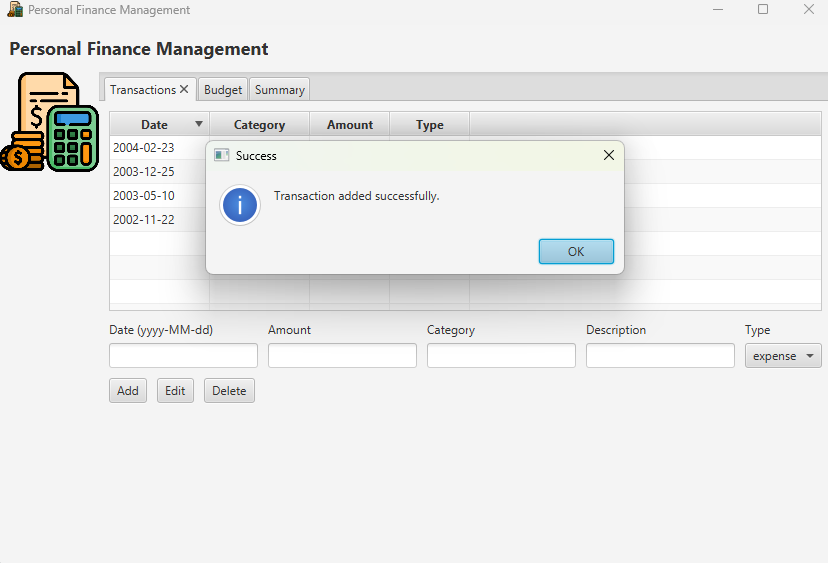 Personal Finance Management
Personal Finance Management
Transactions Budget Summary
Date Category Amount Type
2004-02-23
2003-12-25
2003-05-10
2002-11-22
Success
Transaction added successfully.
OK
Date (yyyy-MM-dd) Amount Category Description Type
expense
Add Edit Delete